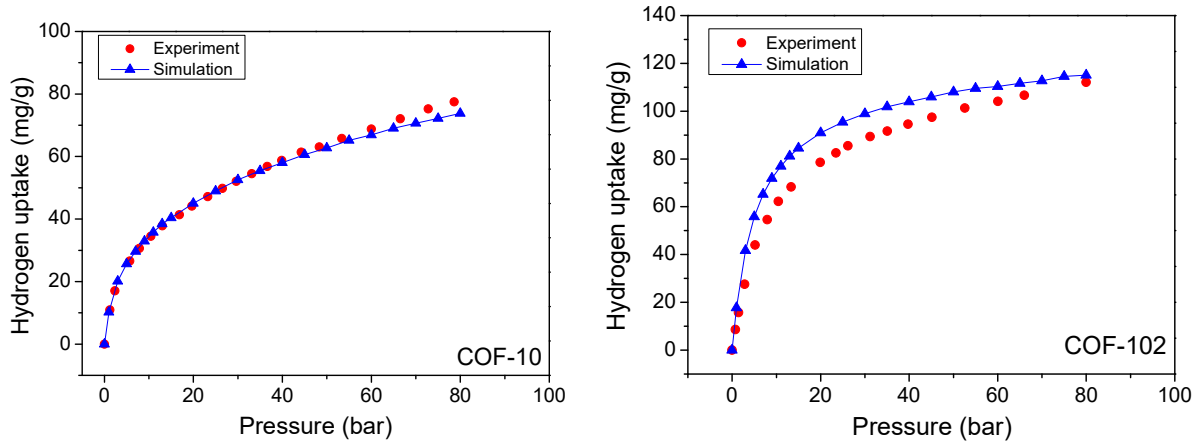 100
80
60
40
20
0
Hydrogen uptake (mg/g)
Experiment
Simulation
COF-10
0 20 40 60 80 100
Pressure (bar)
140
120
100
80
60
40
20
0
Hydrogen uptake (mg/g)
Experiment
Simulation
COF-102
0 20 40 60 80 100
Pressure (bar)